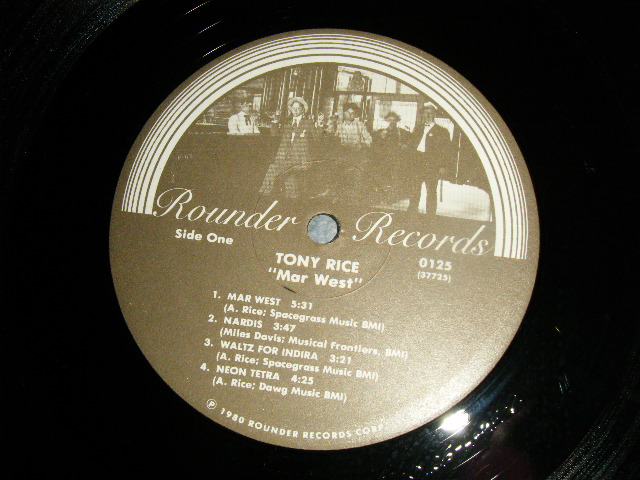 Rounder Records
Side One
TONY RICE
"Mar West"
0125
(37725)
1. MAR WEST 5:31
(A. Rice; Spacegrass Music BMI)
2. NARDIS 3:47
(Miles Davis; Musical Frontiers, BMI)
3. WALTZ FOR INDIRA 3:21
(A. Rice; Spacegrass Music BMI)
4. NEON TETRA 4:25
(A. Rice; Dawg Music BMI)
Ⓟ 1980 ROUNDER RECORDS CORP.